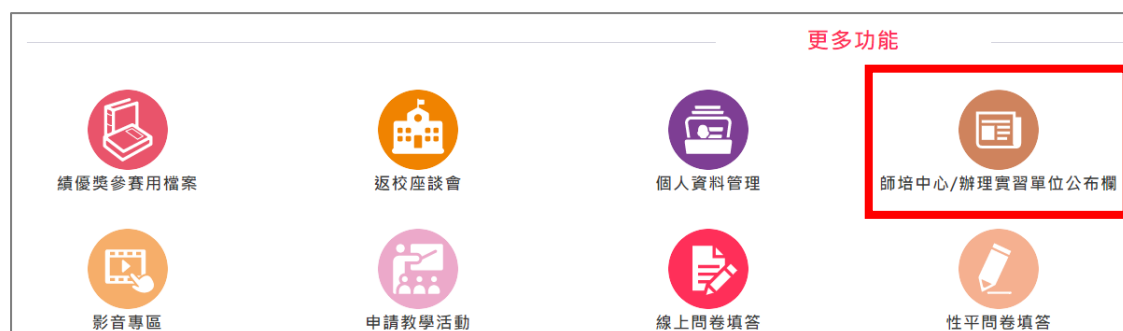 更多功能
績優獎參賽用檔案
返校座談會
個人資料管理
師培中心/辦理實習單位公布欄
影音專區
申請教學活動
線上問卷填答
性平問卷填答